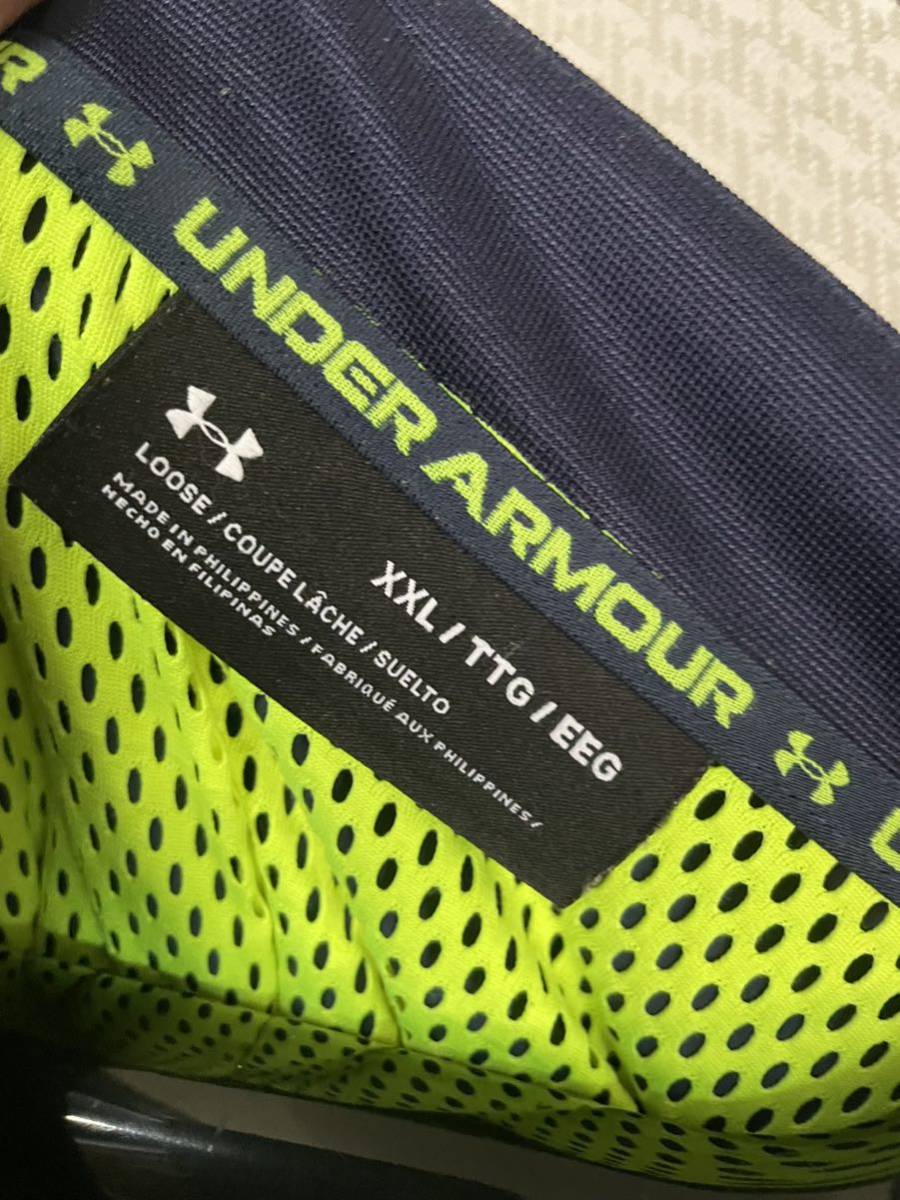 UNDER ARMOUR
XXL / TTG / EEG
LOOSE / COUPE LÂCHE / SUELTO
MADE IN PHILIPPINES / FABRIQUÉ AUX PHILIPPINES /
HECHO EN FILIPINAS